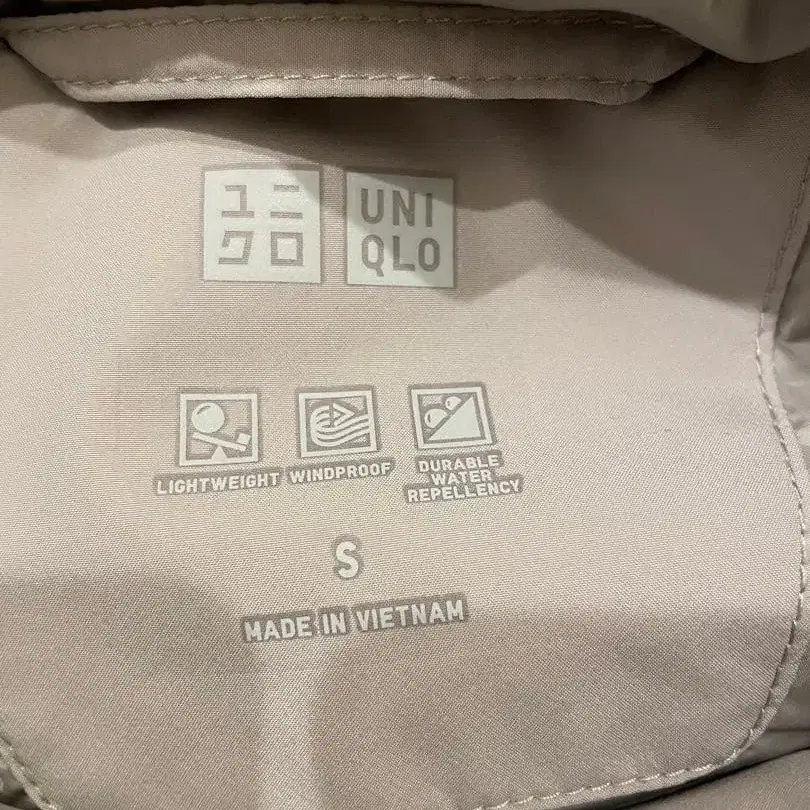 ユニ
クロ
UNI
QLO
LIGHTWEIGHT
WINDPROOF
DURABLE
WATER
REPELLENCY
S
MADE IN VIETNAM